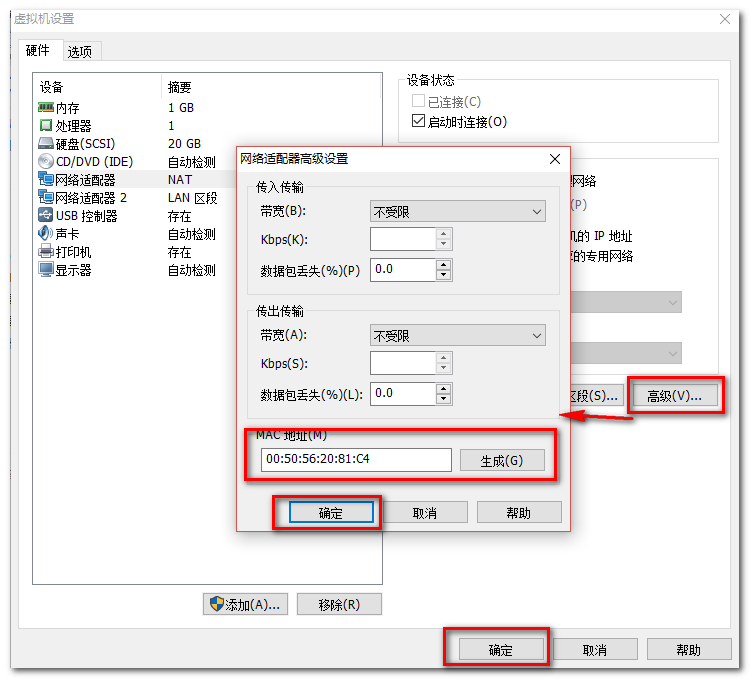 虚拟机设置
硬件
选项
设备 摘要
内存 1 GB
处理器 1
硬盘(SCSI) 20 GB
CD/DVD (IDE) 自动检测
网络适配器 NAT
网络适配器 2 LAN 区段
USB 控制器 存在
声卡 自动检测
打印机 存在
显示器 自动检测
添加(A)...
移除(R)
设备状态
已连接(C)
启动时连接(O)
网络
(P)
机的 IP 地址
的专用网络
区段(S)...
高级(V)...
网络适配器高级设置
传入传输
带宽(B): 不受限
Kbps(K):
数据包丢失(%)(P) 0.0
传出传输
带宽(A): 不受限
Kbps(S):
数据包丢失(%)(L): 0.0
MAC 地址(M)
00:50:56:20:81:C4
生成(G)
确定
取消
帮助
确定
取消
帮助